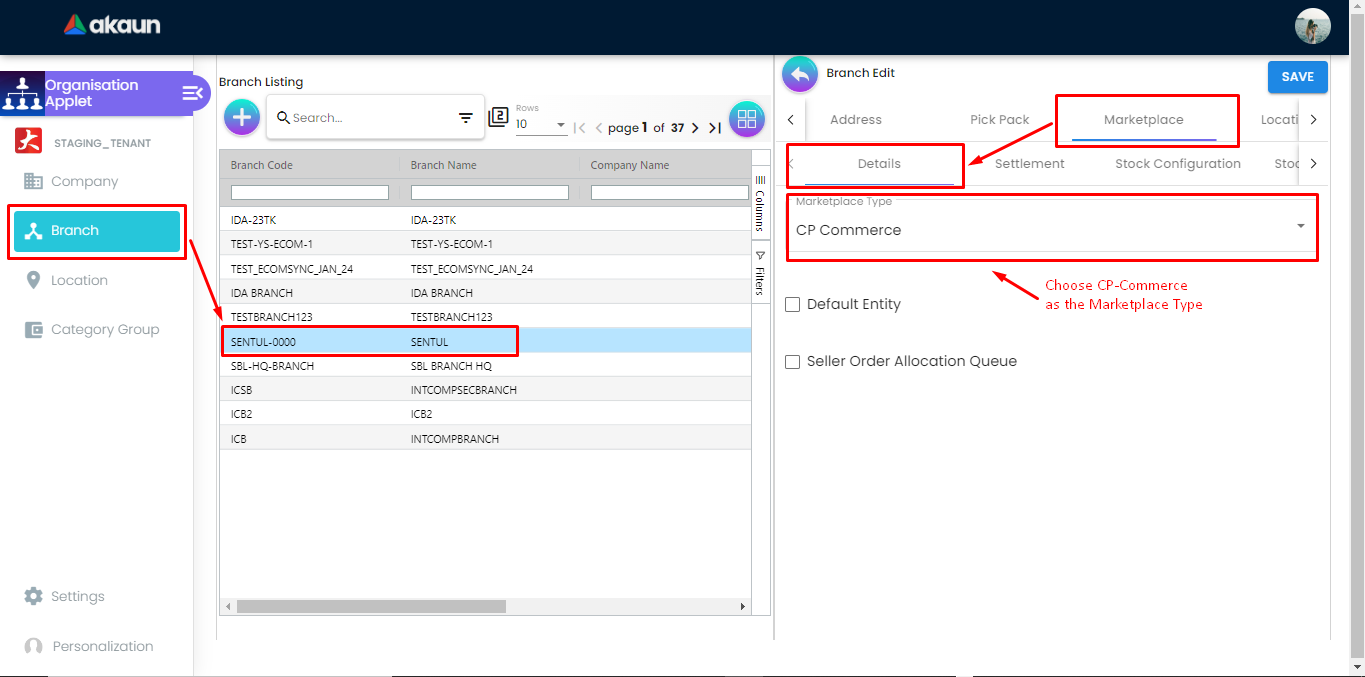 akaun
Organisation
Applet
STAGING_TENANT
Company
Branch
Location
Category Group
Settings
Personalization
Branch Listing
Search...
2
Rows
10
page 1 of 37
Branch Code Branch Name Company Name
IDA-23TK IDA-23TK
TEST-YS-ECOM-1 TEST-YS-ECOM-1
TEST_ECOMSYNC_JAN_24 TEST_ECOMSYNC_JAN_24
IDA BRANCH IDA BRANCH
TESTBRANCH123 TESTBRANCH123
SENTUL-0000 SENTUL
SBL-HQ-BRANCH SBL BRANCH HQ
ICSB INTCOMPSECBRANCH
ICB2 ICB2
ICB INTCOMPBRANCH
Columns
Filters
Branch Edit
SAVE
Address Pick Pack Marketplace Locati
Details Settlement Stock Configuration Stoc
Marketplace Type
CP Commerce
Choose CP-Commerce
as the Marketplace Type
Default Entity
Seller Order Allocation Queue